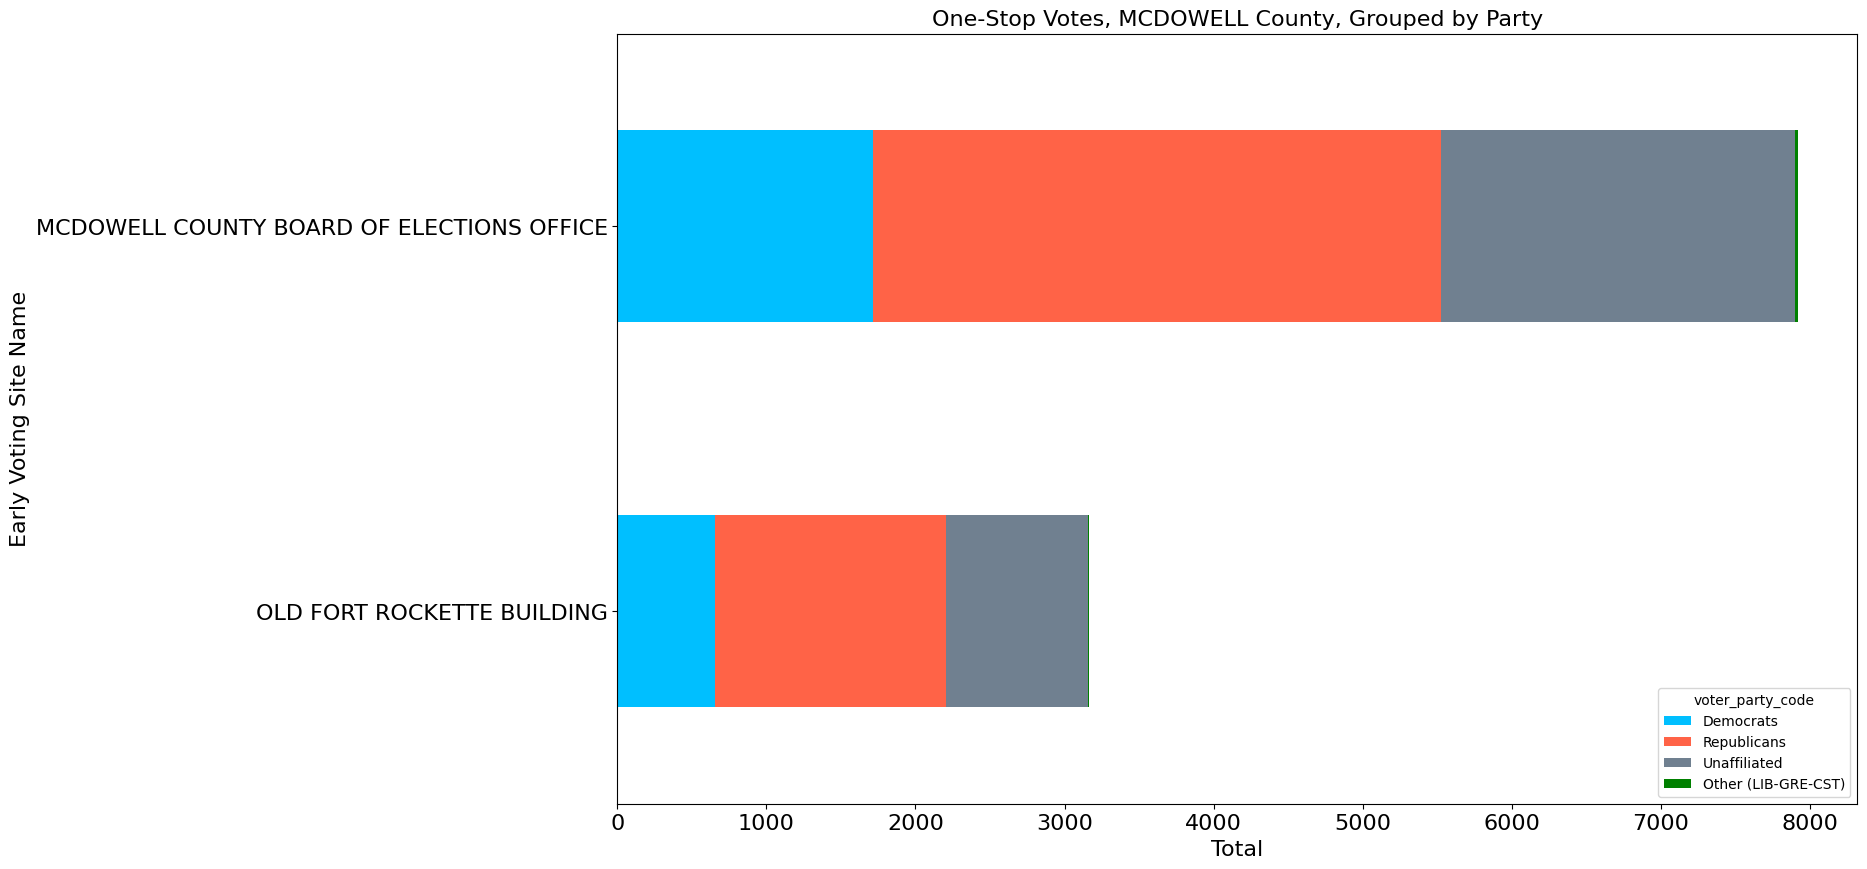 One-Stop Votes, MCDOWELL County, Grouped by Party
Early Voting Site Name
MCDOWELL COUNTY BOARD OF ELECTIONS OFFICE
OLD FORT ROCKETTE BUILDING
voter_party_code
Democrats
Republicans
Unaffiliated
Other (LIB-GRE-CST)
0 1000 2000 3000 4000 5000 6000 7000 8000
Total